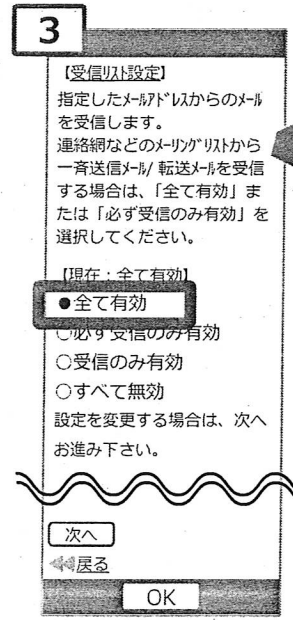 3
【受信ﾘｽﾄ設定】
指定したﾒｰﾙｱﾄﾞﾚｽからのﾒｰﾙ
を受信します。
連絡網などのﾒｰﾘﾝｸﾞﾘｽﾄから
一斉送信ﾒｰﾙ/ 転送ﾒｰﾙを受信
する場合は、「全て有効」ま
たは「必ず受信のみ有効」を
選択してください。
【現在：全て有効】
●全て有効
○必ず受信のみ有効
○受信のみ有効
○すべて無効
設定を変更する場合は、次へ
お進み下さい。
次へ
戻る
OK